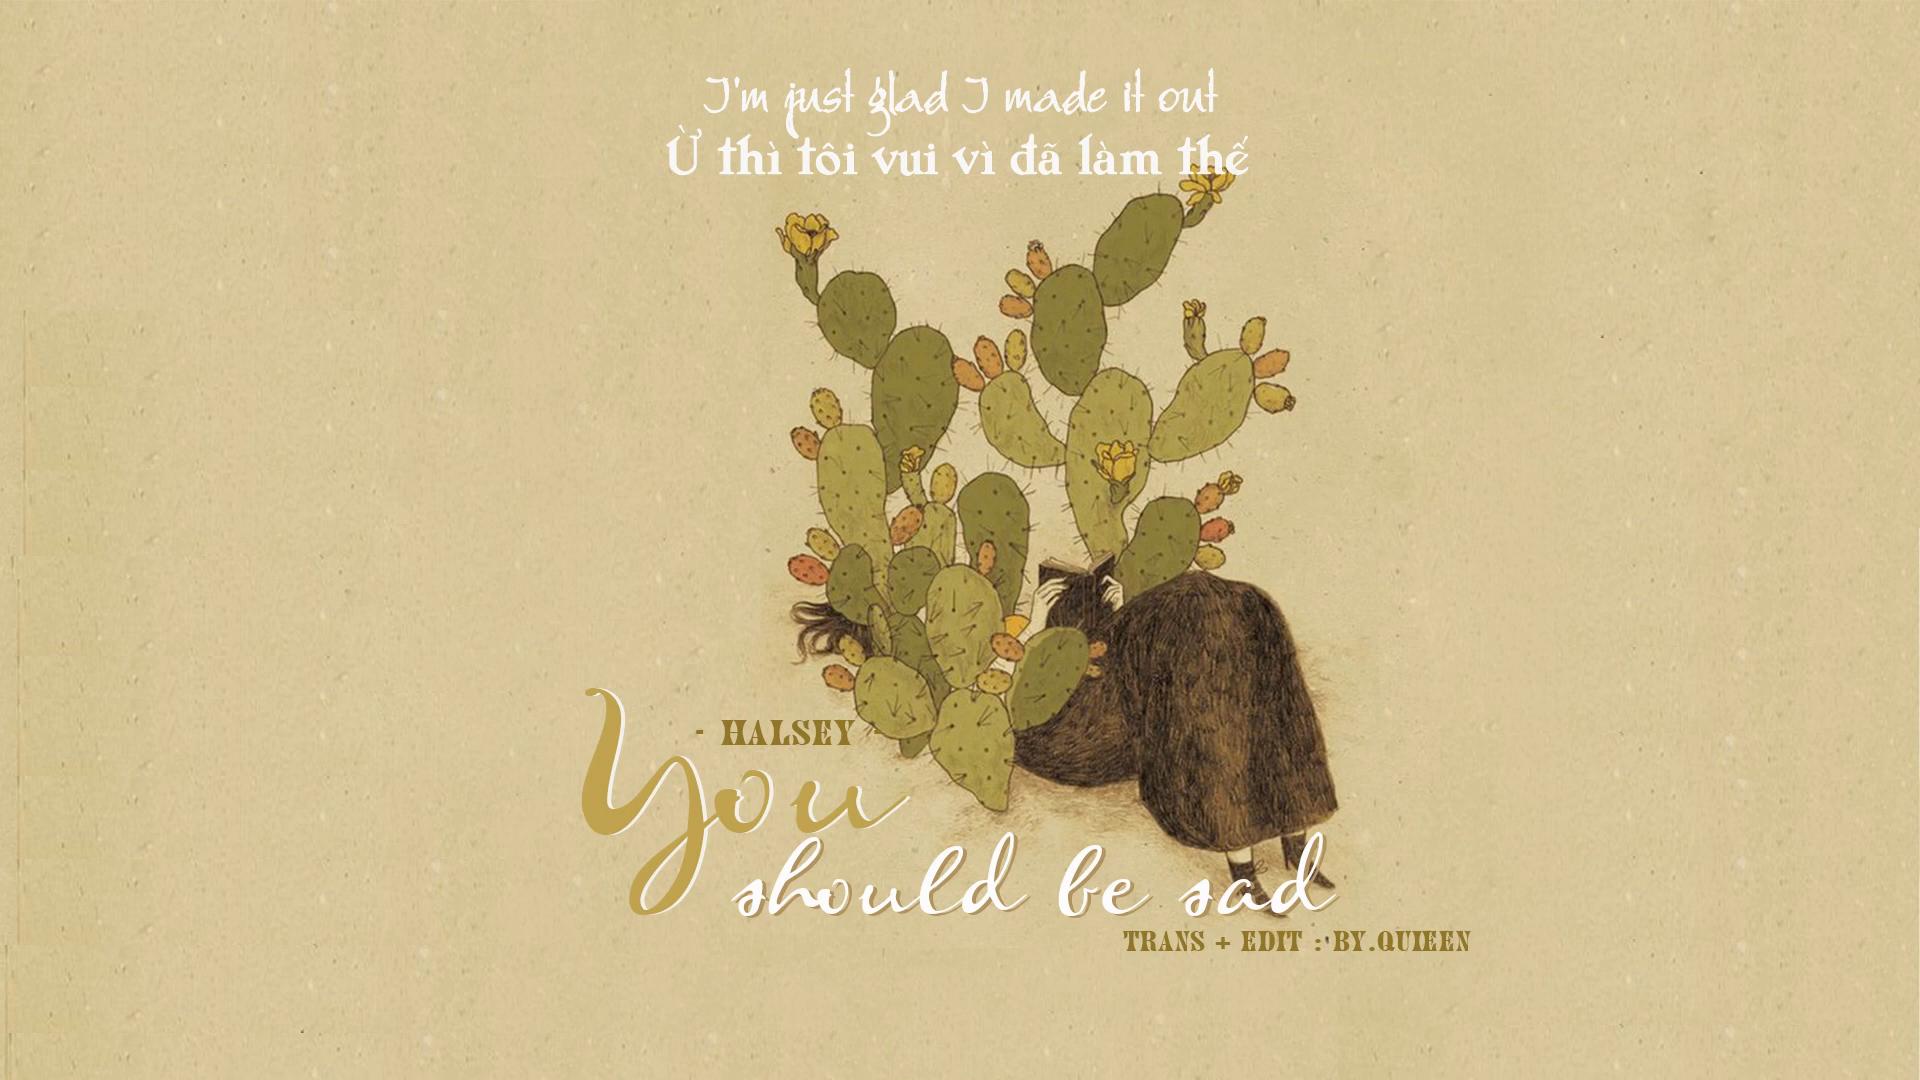 I'm just glad I made it out
Ừ thì tôi vui vì đã làm thế
- HALSEY -
You
should be sad
TRANS + EDIT : BY.QUIEEN